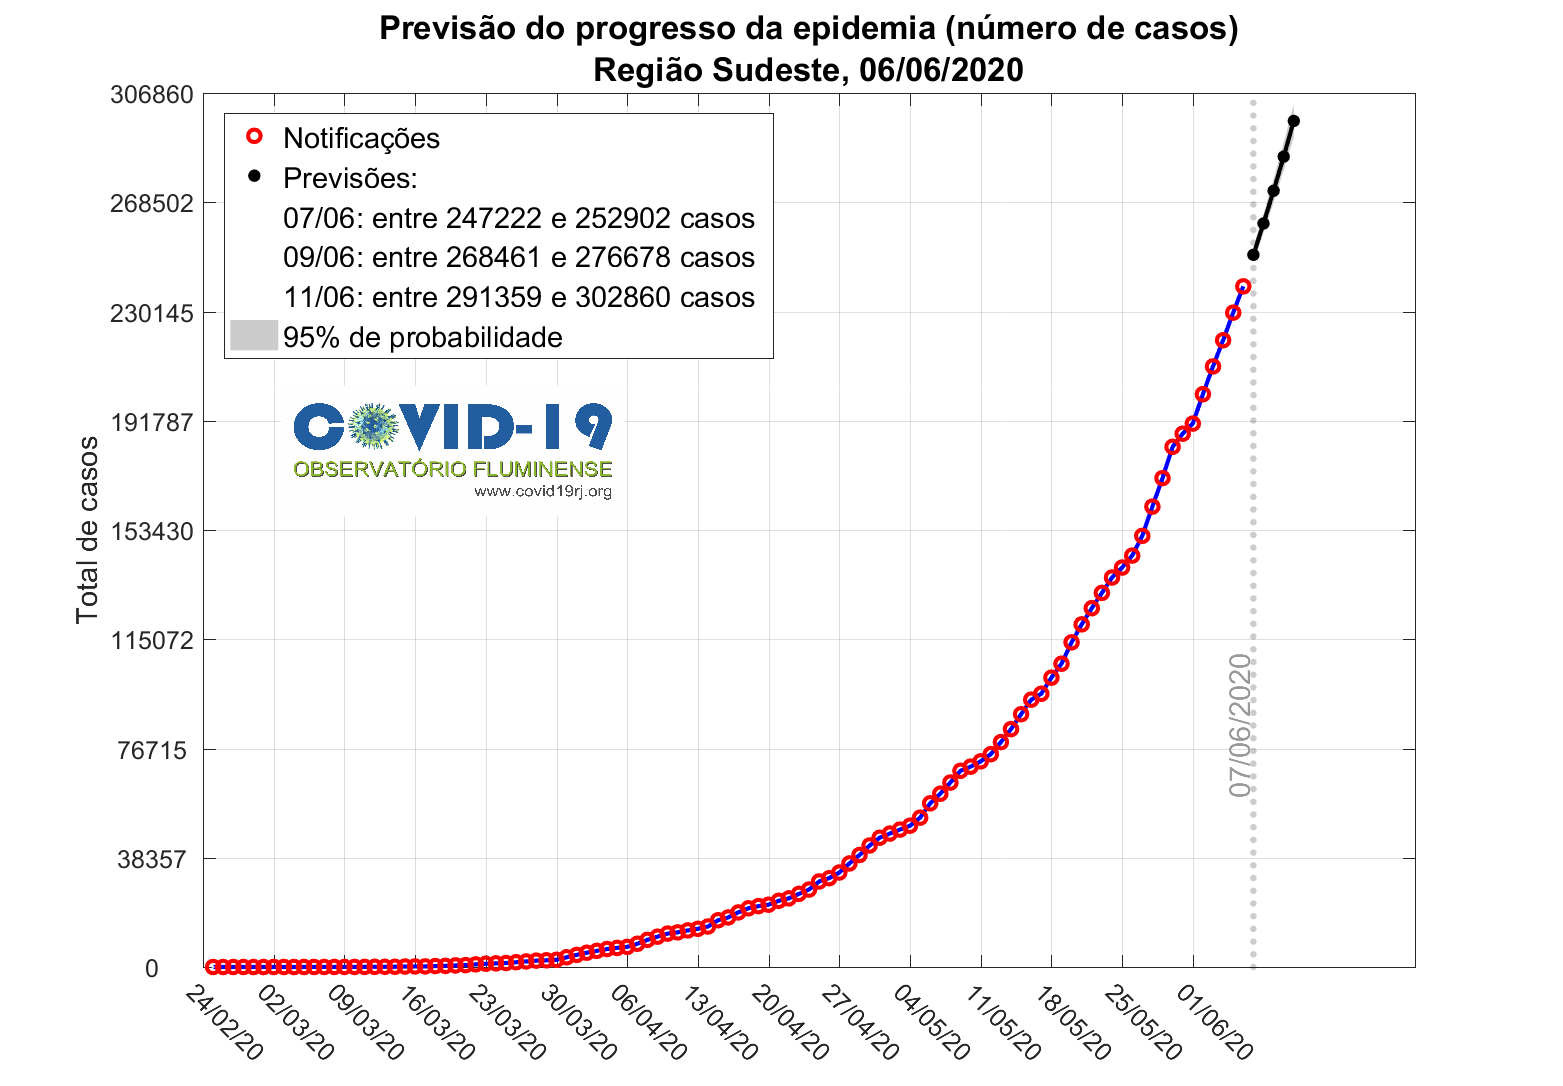 Previsão do progresso da epidemia (número de casos)
Região Sudeste, 06/06/2020
306860
268502
230145
191787
153430
115072
76715
38357
0
Total de casos
Notificações
Previsões:
07/06: entre 247222 e 252902 casos
09/06: entre 268461 e 276678 casos
11/06: entre 291359 e 302860 casos
95% de probabilidade
COVID-19
OBSERVATÓRIO FLUMINENSE
www.covid19rj.org
07/06/2020
24/02/20
02/03/20
09/03/20
16/03/20
23/03/20
30/03/20
06/04/20
13/04/20
20/04/20
27/04/20
04/05/20
11/05/20
18/05/20
25/05/20
01/06/20